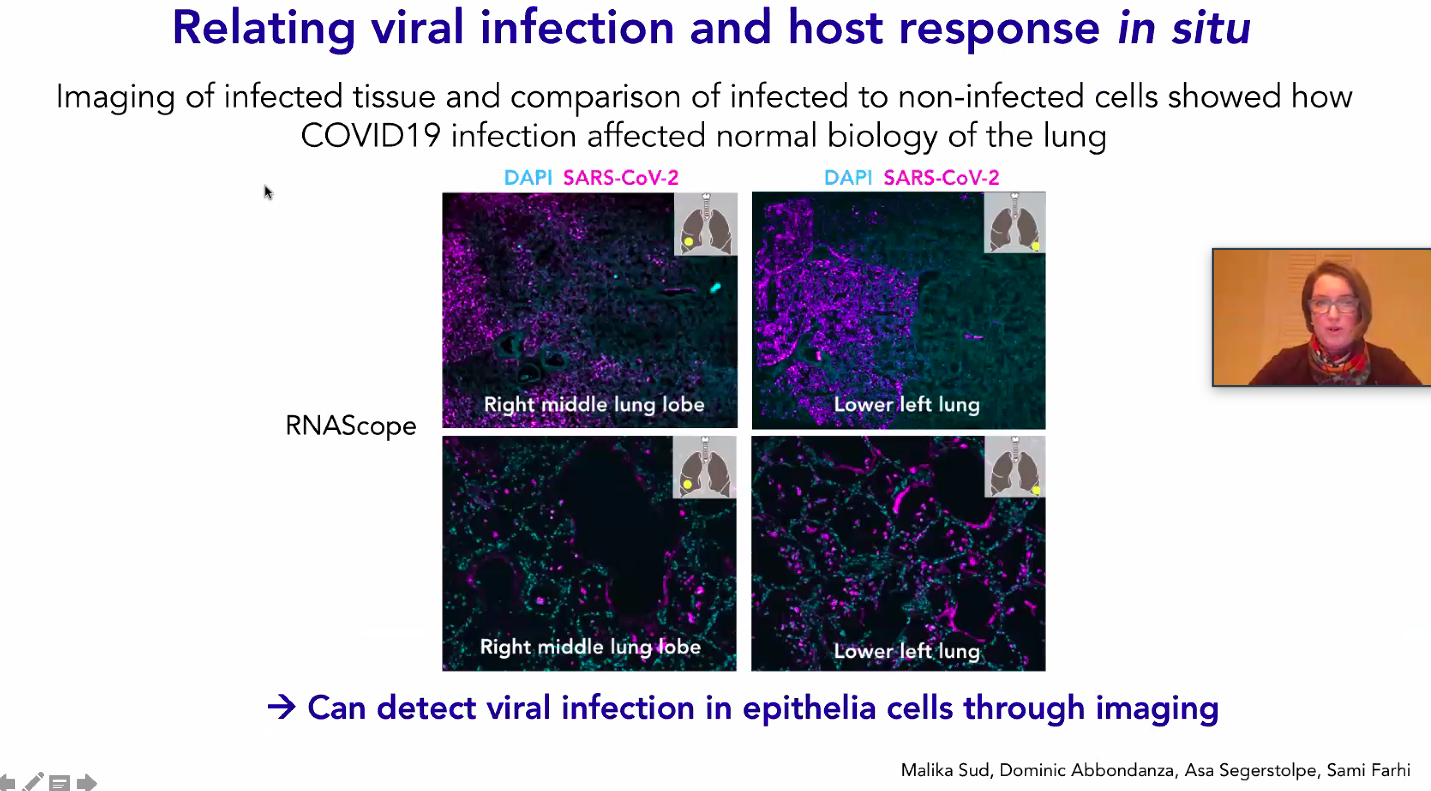 Relating viral infection and host response in situ
Imaging of infected tissue and comparison of infected to non-infected cells showed how
COVID19 infection affected normal biology of the lung
DAPI SARS-CoV-2
DAPI SARS-CoV-2
Right middle lung lobe
Lower left lung
RNAScope
Right middle lung lobe
Lower left lung
→ Can detect viral infection in epithelia cells through imaging
Malika Sud, Dominic Abbondanza, Asa Segerstolpe, Sami Farhi